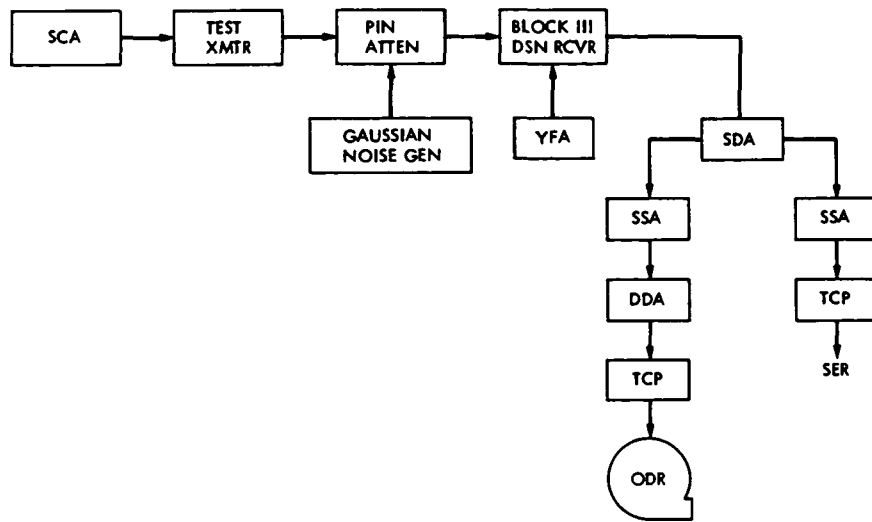 SCA
TEST
XMTR
PIN
ATTEN
BLOCK III
DSN RCVR
GAUSSIAN
NOISE GEN
YFA
SDA
SSA
SSA
DDA
TCP
TCP
SER
ODR